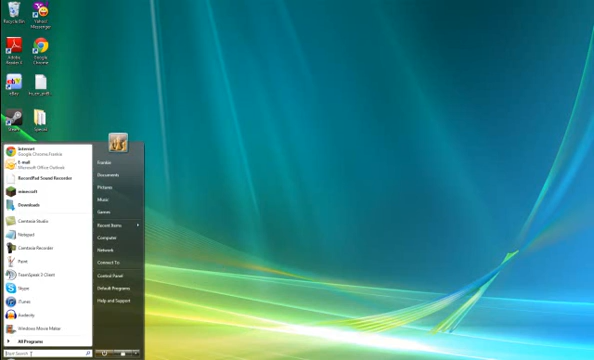 Recycle Bin
Yahoo!
Messenger
Adobe
Reader X
Google
Chrome
eBay
Steam
Internet
Google Chrome Frankie
E-mail
Microsoft Office Outlook
RecordPad Sound Recorder
minecraft
Downloads
Camtasia Studio
Notepad
Camtasia Recorder
Paint
TeamSpeak 3 Client
Skype
iTunes
Audacity
Windows Movie Maker
All Programs
Start Search
Frankie
Documents
Pictures
Music
Games
Recent Items
Computer
Network
Connect To
Control Panel
Default Programs
Help and Support